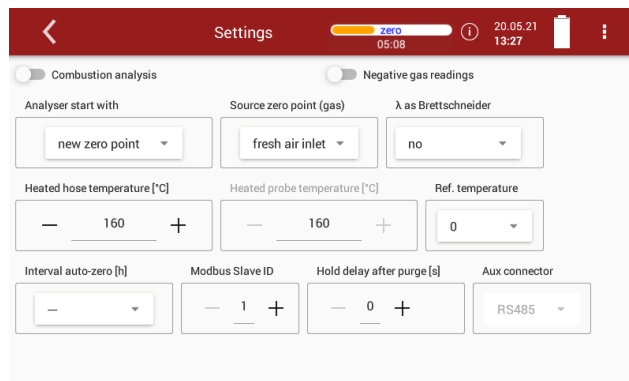 Settings
zero
05:08
20.05.21
13:27
Combustion analysis
Negative gas readings
Analyser start with
Source zero point (gas)
λ as Brettschneider
new zero point
fresh air inlet
no
Heated hose temperature [°C]
Heated probe temperature [°C]
Ref. temperature
— 160 +
— 160 +
0
Interval auto-zero [h]
Modbus Slave ID
Hold delay after purge [s]
Aux connector
—
— 1 +
— 0 +
RS485